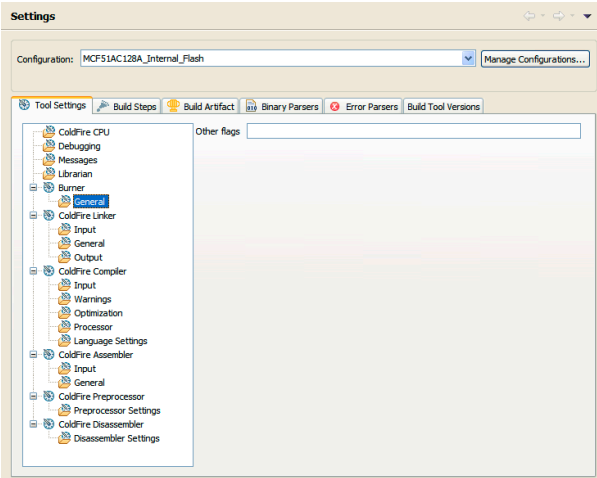 Settings
Configuration: MCF51AC128A_Internal_Flash Manage Configurations...
Tool Settings Build Steps Build Artifact Binary Parsers Error Parsers Build Tool Versions
ColdFire CPU Other flags
Debugging
Messages
Librarian
Burner
General
ColdFire Linker
Input
General
Output
ColdFire Compiler
Input
Warnings
Optimization
Processor
Language Settings
ColdFire Assembler
Input
General
ColdFire Preprocessor
Preprocessor Settings
ColdFire Disassembler
Disassembler Settings